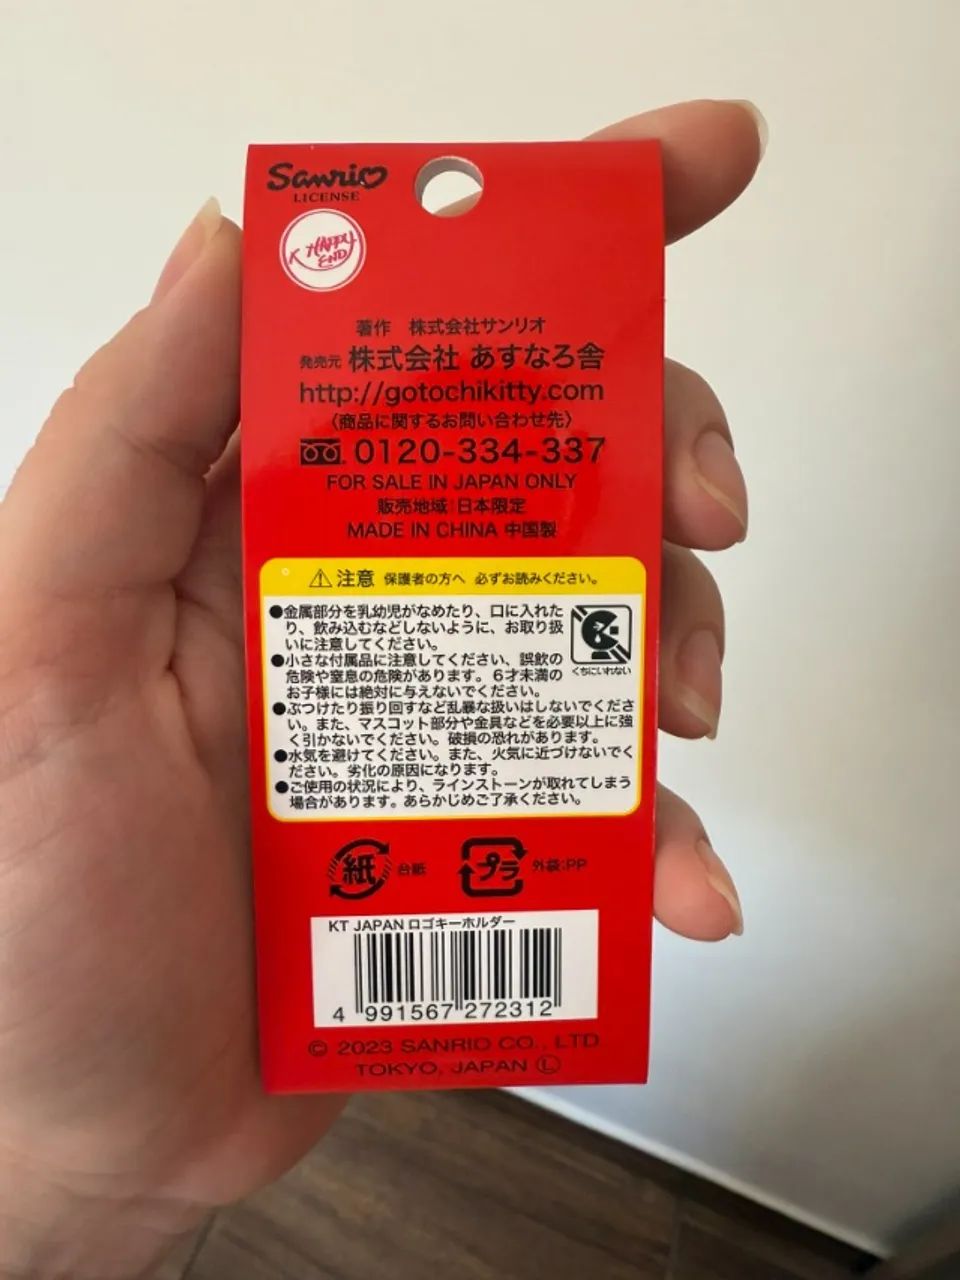 Sanrio
LICENSE
K HAPPY
END
著作 株式会社サンリオ
発売元 株式会社 あすなろ舎
http://gotochikitty.com
〈商品に関するお問い合わせ先〉
0120-334-337
FOR SALE IN JAPAN ONLY
販売地域:日本限定
MADE IN CHINA 中国製
注意 保護者の方へ 必ずお読みください。
●金属部分を乳幼児がなめたり、口に入れた
り、飲み込むなどしないように、お取り扱
いに注意してください。
くちにいれない
●小さな付属品に注意してください、誤飲の
危険や窒息の危険があります。6才未満の
お子様には絶対に与えないでください。
●ぶつけたり振り回すなど乱暴な扱いはしないでくださ
い。また、マスコット部分や金具などを必要以上に強
く引かないでください。破損の恐れがあります。
●水気を避けてください。また、火気に近づけないでく
ださい。劣化の原因になります。
●ご使用の状況により、ラインストーンが取れてしまう
場合があります。あらかじめご了承ください。
紙 台紙 プラ 外袋:PP
KT JAPAN ロゴキーホルダー
4 991567 272312
© 2023 SANRIO CO., LTD
TOKYO, JAPAN Ⓛ